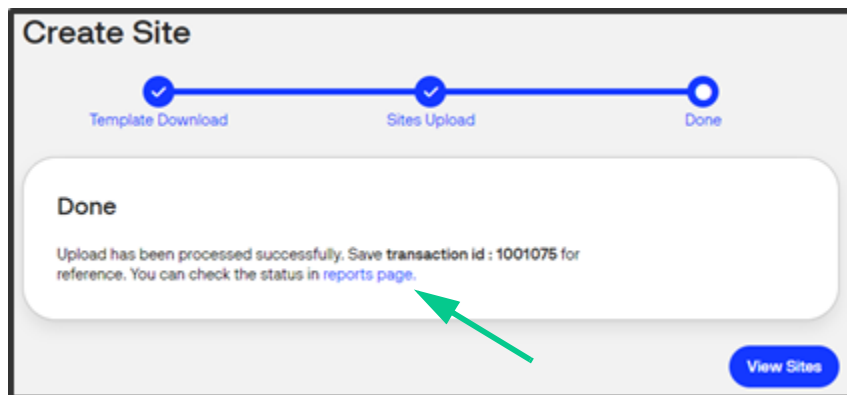 Create Site
Template Download
Sites Upload
Done
Done
Upload has been processed successfully. Save transaction id : 1001075 for
reference. You can check the status in reports page.
View Sites